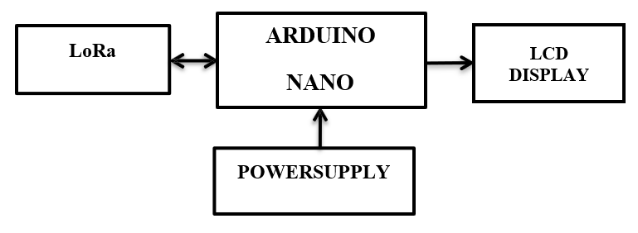 LoRa
ARDUINO
NANO
LCD
DISPLAY
POWERSUPPLY